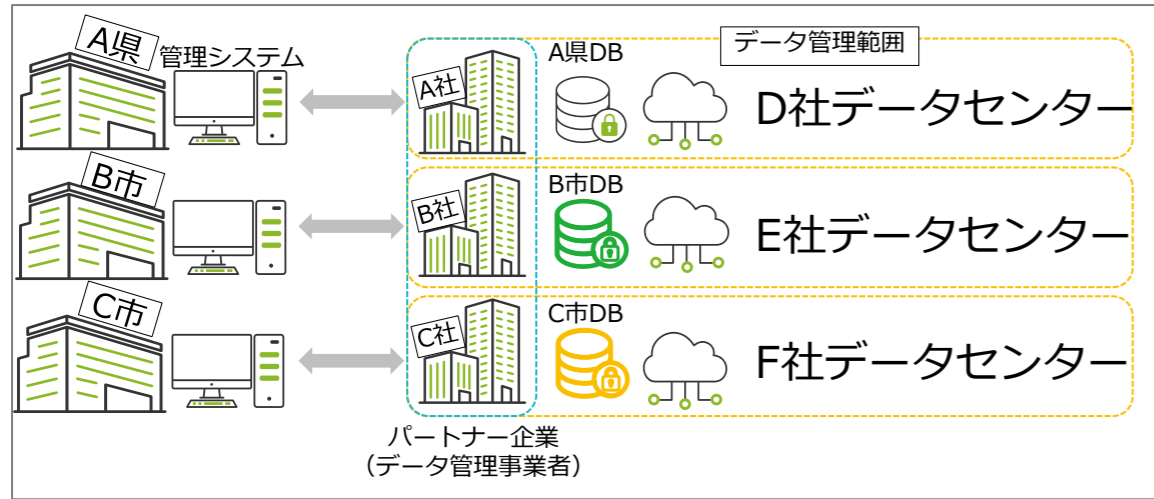 A県
管理システム
A社
A県DB
データ管理範囲
D社データセンター
B市
B社
B市DB
E社データセンター
C市
C社
C市DB
F社データセンター
パートナー企業
（データ管理事業者）